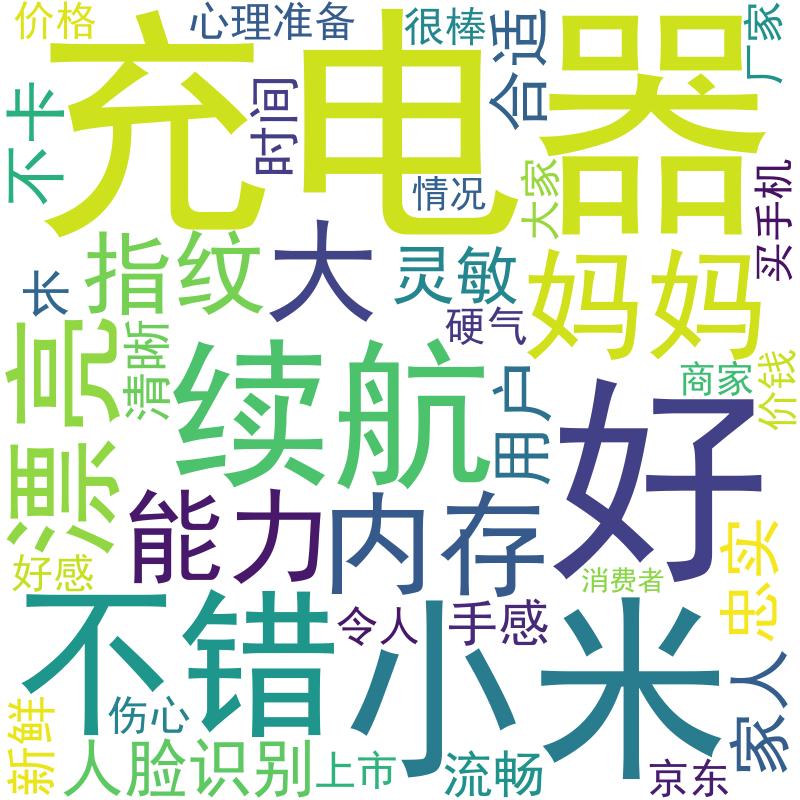 价格
心理准备
很棒
合适
厂家
充电器
不卡
时间
情况
大家
买手机
指纹
大
灵敏
妈妈
长
硬气
清晰
漂亮
续航
用户
商家
价钱
好
能力
内存
好感
消费者
忠实
不错
令人
手感
小米
家人
新鲜
伤心
人脸识别
上市
流畅
京东